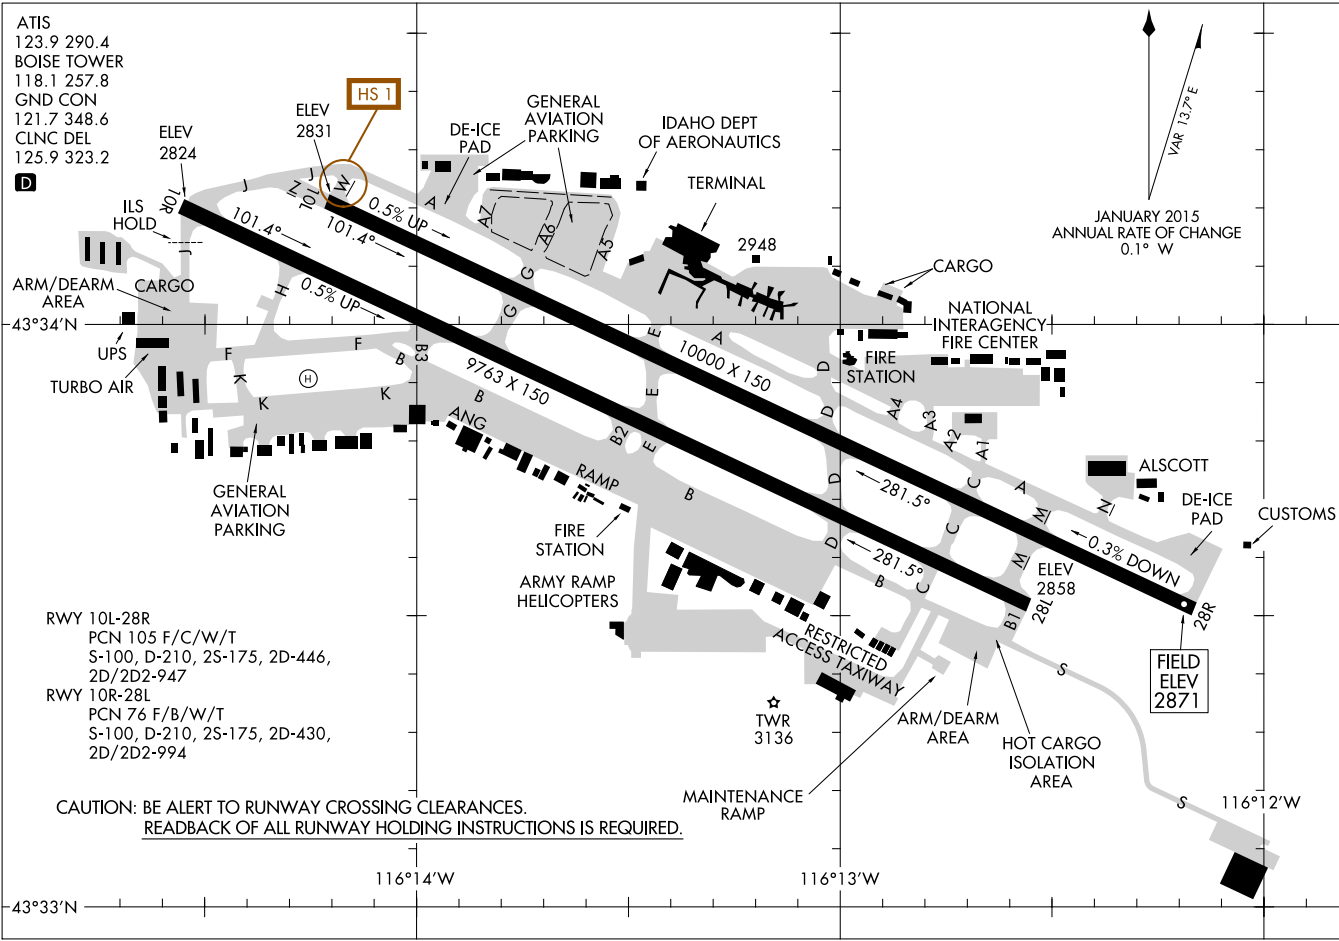 ATIS
123.9 290.4
BOISE TOWER
118.1 257.8
GND CON
121.7 348.6
CLNC DEL
125.9 323.2
D
HS 1
ELEV
2824
ELEV
2831
DE-ICE
PAD
GENERAL
AVIATION
PARKING
IDAHO DEPT
OF AERONAUTICS
TERMINAL
2948
VAR 13.7° E
JANUARY 2015
ANNUAL RATE OF CHANGE
0.1° W
CARGO
NATIONAL
INTERAGENCY
FIRE CENTER
FIRE
STATION
ILS
HOLD
ARM/DEARM
AREA
CARGO
UPS
TURBO AIR
43°34'N
10R
J
J
J
Z
10L
W
A
A7
A6
A5
101.4°
0.5% UP
101.4°
0.5% UP
G
G
H
H
F
F
B
B3
K
K
K
9763 X 150
10000 X 150
E
E
E
A
D
D
D
D
A4
A3
A2
A1
A
C
C
C
M
M
N
B
B2
B
B
B1
281.5°
281.5°
0.3% DOWN
ANG
RAMP
GENERAL
AVIATION
PARKING
FIRE
STATION
ARMY RAMP
HELICOPTERS
ALSCOTT
DE-ICE
PAD
CUSTOMS
ELEV
2858
28L
28R
FIELD
ELEV
2871
RESTRICTED
ACCESS TAXIWAY
TWR
3136
ARM/DEARM
AREA
HOT CARGO
ISOLATION
AREA
MAINTENANCE
RAMP
S
S
RWY 10L-28R
PCN 105 F/C/W/T
S-100, D-210, 2S-175, 2D-446,
2D/2D2-947
RWY 10R-28L
PCN 76 F/B/W/T
S-100, D-210, 2S-175, 2D-430,
2D/2D2-994
CAUTION: BE ALERT TO RUNWAY CROSSING CLEARANCES.
READBACK OF ALL RUNWAY HOLDING INSTRUCTIONS IS REQUIRED.
116°14'W
116°13'W
116°12'W
43°33'N